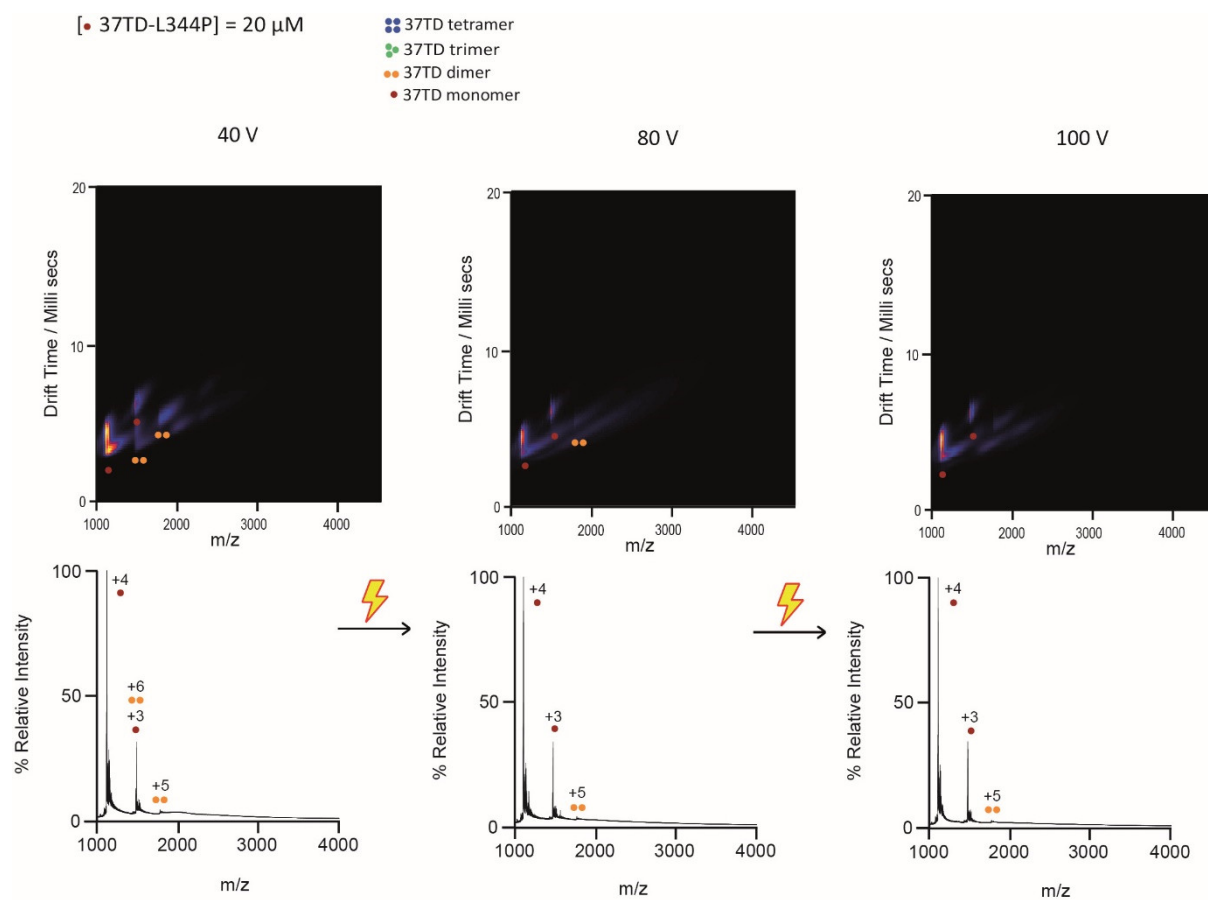 [• 37TD-L344P] = 20 µM
37TD tetramer
37TD trimer
37TD dimer
37TD monomer
40 V
80 V
100 V
Drift Time / Milli secs
20
10
0
1000 2000 3000 4000
m/z
Drift Time / Milli secs
20
10
0
1000 2000 3000 4000
m/z
Drift Time / Milli secs
20
10
0
1000 2000 3000 4000
m/z
% Relative Intensity
100
50
0
+4
+6
+3
+5
1000 2000 3000 4000
m/z
% Relative Intensity
100
50
0
+4
+3
+5
1000 2000 3000 4000
m/z
% Relative Intensity
100
50
0
+4
+3
+5
1000 2000 3000 4000
m/z